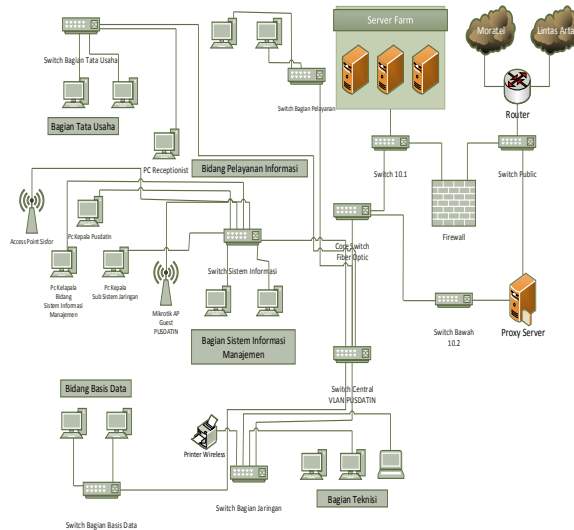 Server Farm
Moratel
Lintas Arta
Switch Bagian Tata Usaha
Bagian Tata Usaha
Switch Bagian Pelayanan
Router
PC Receptionist
Bidang Pelayanan Informasi
Switch 10.1
Switch Public
Access Point Sisfor
Pc Kepala Pusdatin
Core Switch
Fiber Optic
Firewall
Switch Sistem Informasi
Pc Kelapala
Bidang
Sistem Informasi
Manajemen
Pc Kepala
Sub Sistem Jaringan
Mikrotik AP
Guest
PUSDATIN
Bagian Sistem Informasi
Manajemen
Switch Bawah
10.2
Proxy Server
Bidang Basis Data
Switch Central
VLAN PUSDATIN
Printer Wireless
Switch Bagian Jaringan
Bagian Teknisi
Switch Bagian Basis Data